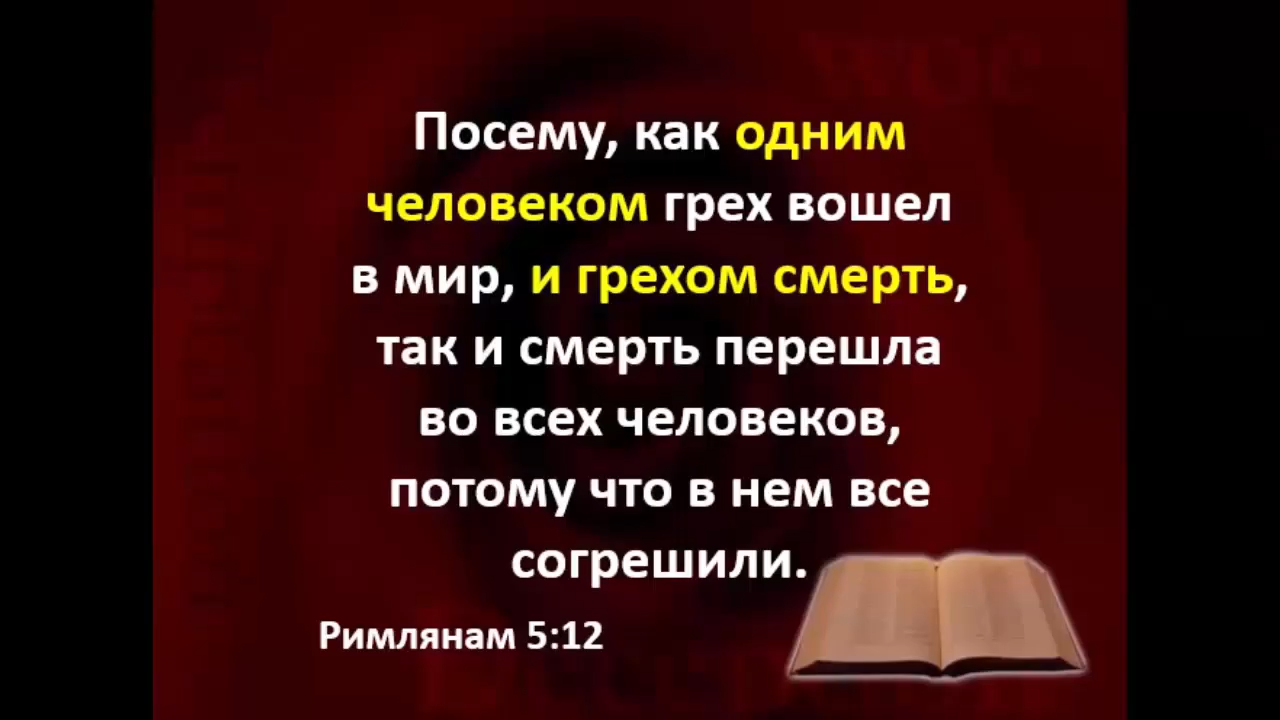 Посему, как одним
человеком грех вошел
в мир, и грехом смерть,
так и смерть перешла
во всех человеков,
потому что в нем все
согрешили.
Римлянам 5:12